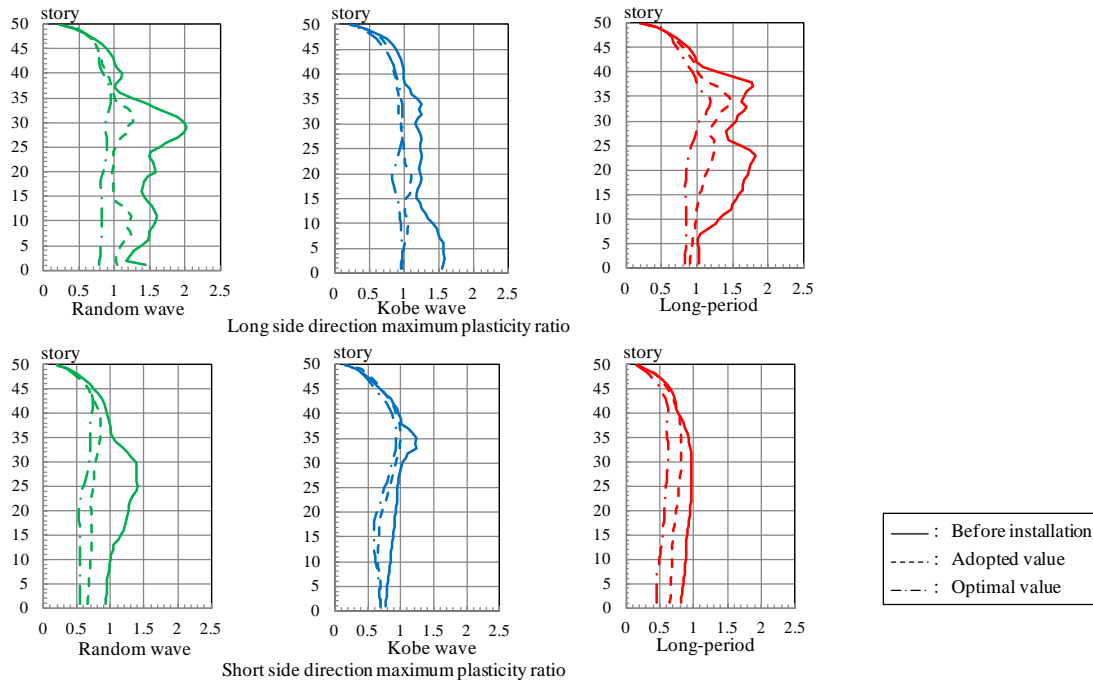 story story story
50 50 50
45 45 45
40 40 40
35 35 35
30 30 30
25 25 25
20 20 20
15 15 15
10 10 10
5 5 5
0 0 0
0 0.5 1 1.5 2 2.5 0 0.5 1 1.5 2 2.5 0 0.5 1 1.5 2 2.5
Random wave Kobe wave Long-period
Long side direction maximum plasticity ratio
story story story
50 50 50
45 45 45
40 40 40
35 35 35
30 30 30
25 25 25
20 20 20
15 15 15
10 10 10
5 5 5
0 0 0
0 0.5 1 1.5 2 2.5 0 0.5 1 1.5 2 2.5 0 0.5 1 1.5 2 2.5
Random wave Kobe wave Long-period
Short side direction maximum plasticity ratio
: Before installation
: Adopted value
: Optimal value